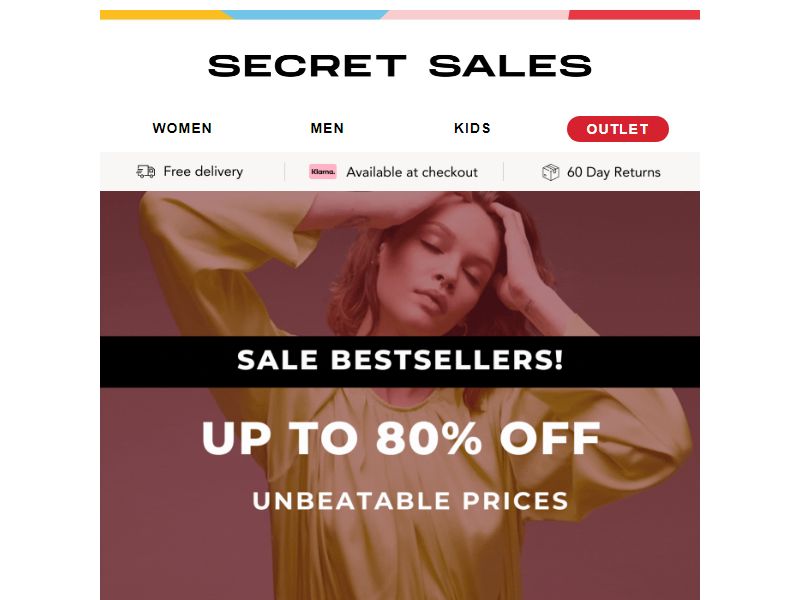 SECRET SALES
WOMEN MEN KIDS OUTLET
Free delivery Klarna. Available at checkout 60 Day Returns
SALE BESTSELLERS!
UP TO 80% OFF
UNBEATABLE PRICES